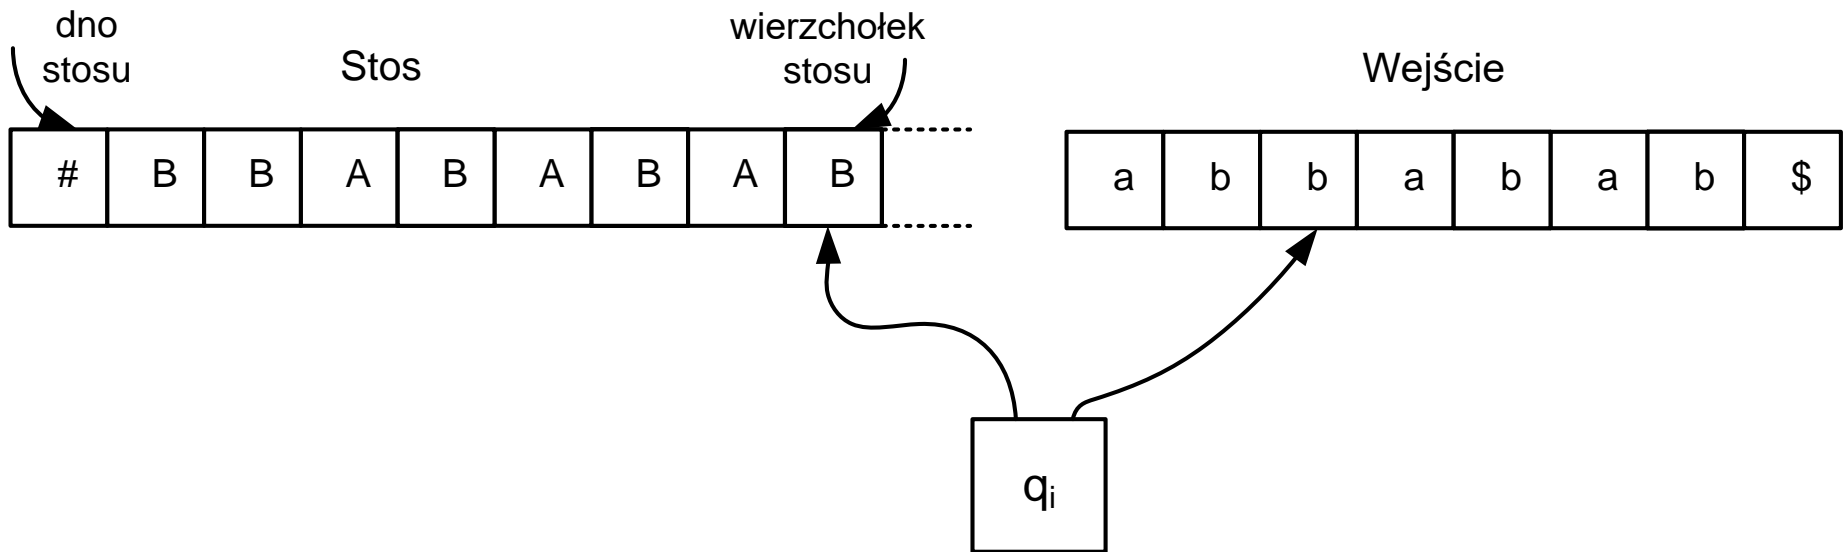 dno
stosu
Stos
wierzchołek
stosu
Wejście
# B B A B A B A B
a b b a b a b $
qᵢ